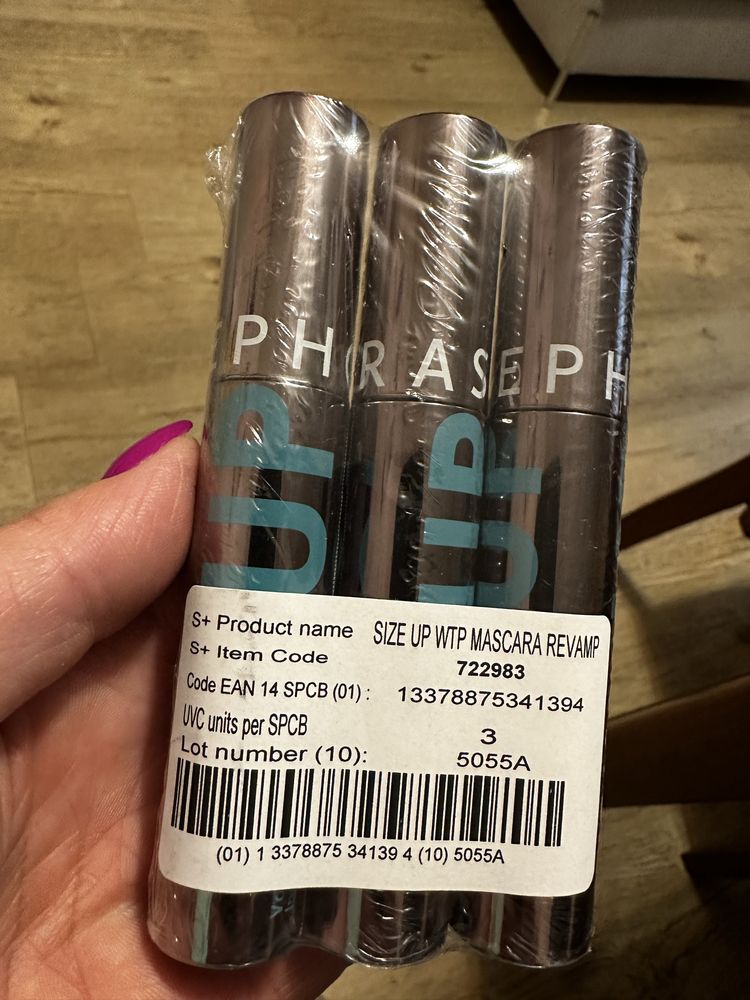 PH
RA
SEPH
UP
UP
UP
S+ Product name SIZE UP WTP MASCARA REVAMP
S+ Item Code 722983
Code EAN 14 SPCB (01) : 13378875341394
UVC units per SPCB 3
Lot number (10): 5055A
(01) 1 3378875 34139 4 (10) 5055A